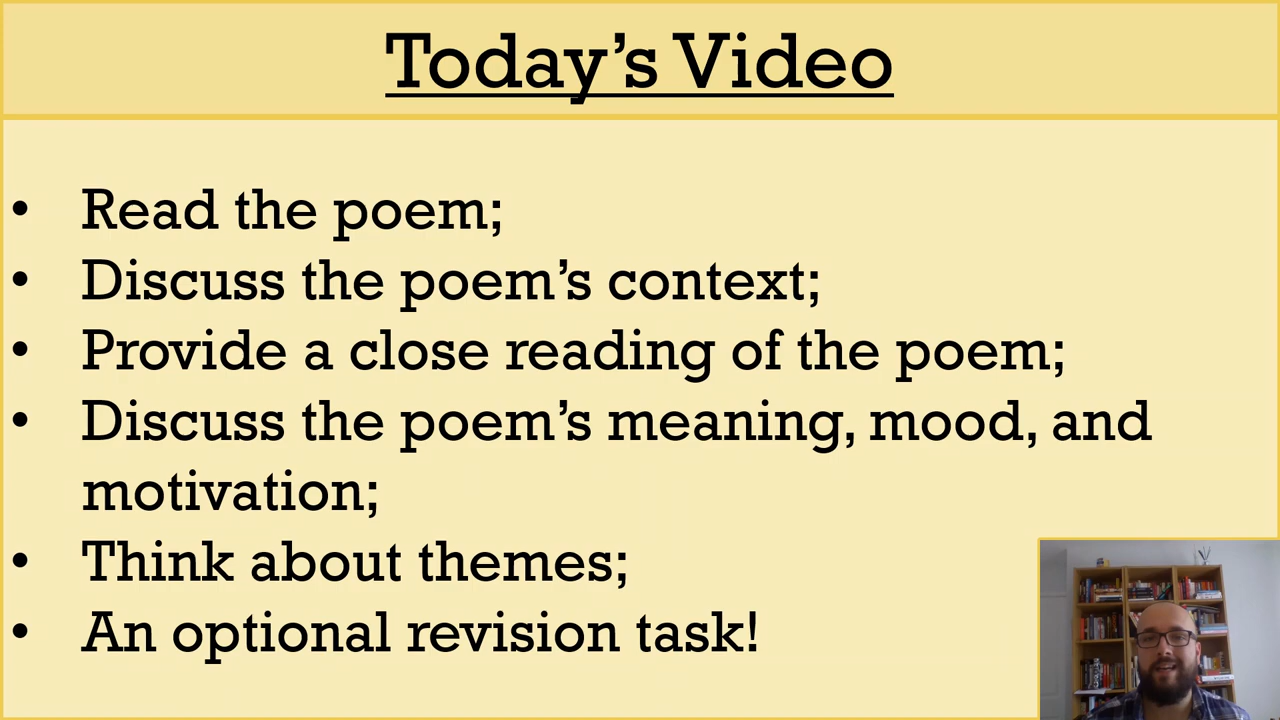 Today’s Video
• Read the poem;
• Discuss the poem’s context;
• Provide a close reading of the poem;
• Discuss the poem’s meaning, mood, and
motivation;
• Think about themes;
• An optional revision task!